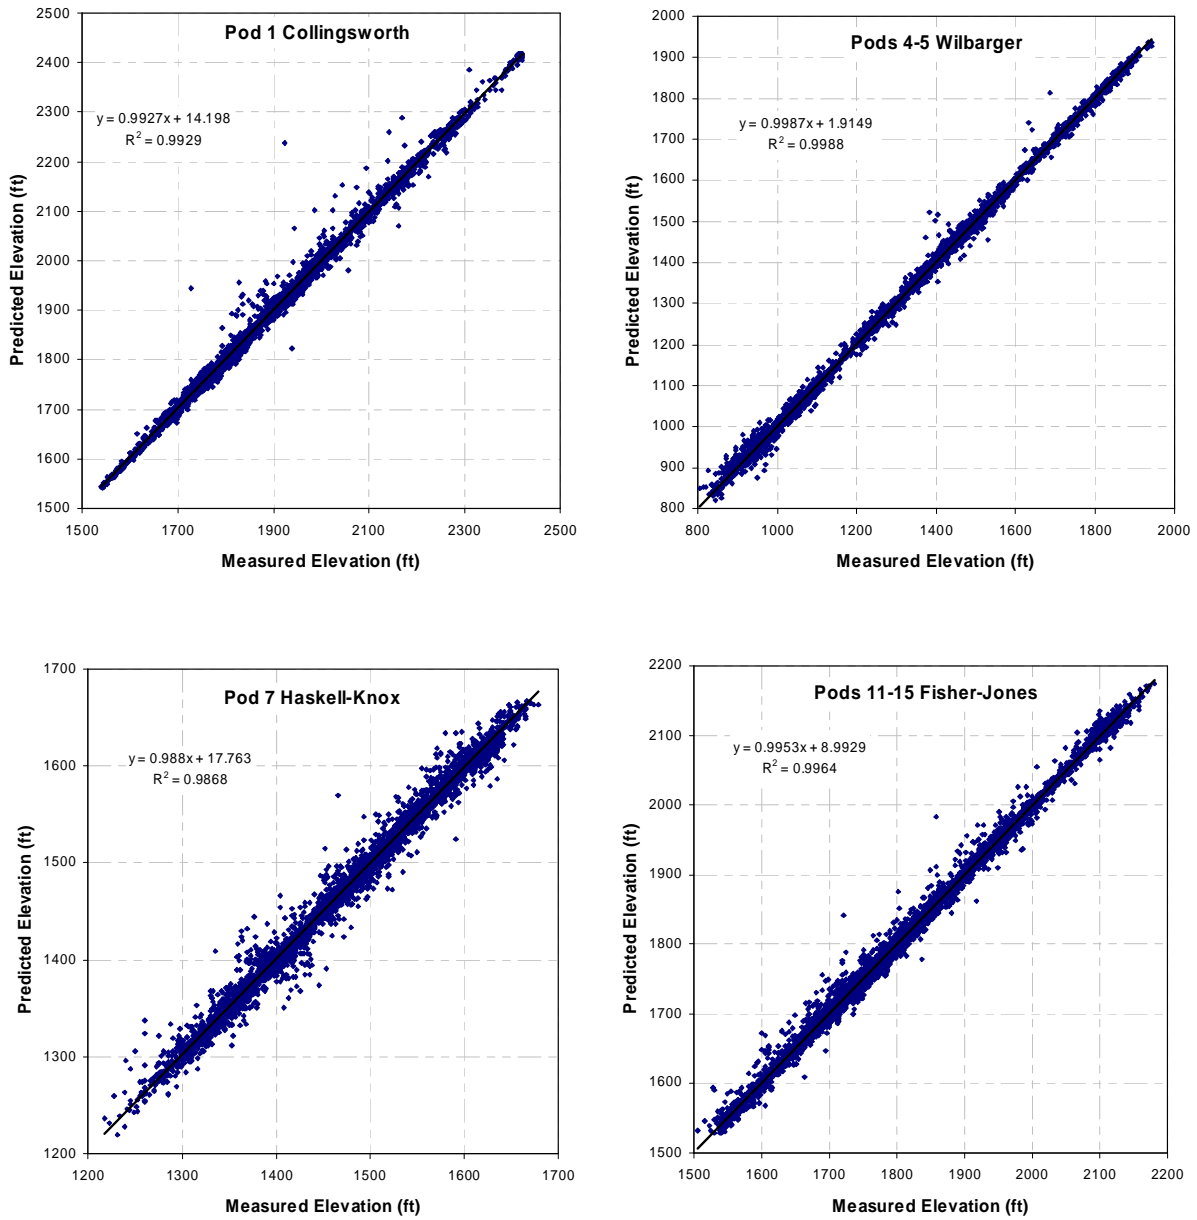 Pod 1 Collingsworth
y = 0.9927x + 14.198
R² = 0.9929
2500
2400
2300
2200
2100
2000
1900
1800
1700
1600
1500
1500 1700 1900 2100 2300 2500
Predicted Elevation (ft)
Measured Elevation (ft)
Pods 4-5 Wilbarger
y = 0.9987x + 1.9149
R² = 0.9988
2000
1900
1800
1700
1600
1500
1400
1300
1200
1100
1000
900
800
800 1000 1200 1400 1600 1800 2000
Predicted Elevation (ft)
Measured Elevation (ft)
Pod 7 Haskell-Knox
y = 0.988x + 17.763
R² = 0.9868
1700
1600
1500
1400
1300
1200
1200 1300 1400 1500 1600 1700
Predicted Elevation (ft)
Measured Elevation (ft)
Pods 11-15 Fisher-Jones
y = 0.9953x + 8.9929
R² = 0.9964
2200
2100
2000
1900
1800
1700
1600
1500
1500 1600 1700 1800 1900 2000 2100 2200
Predicted Elevation (ft)
Measured Elevation (ft)